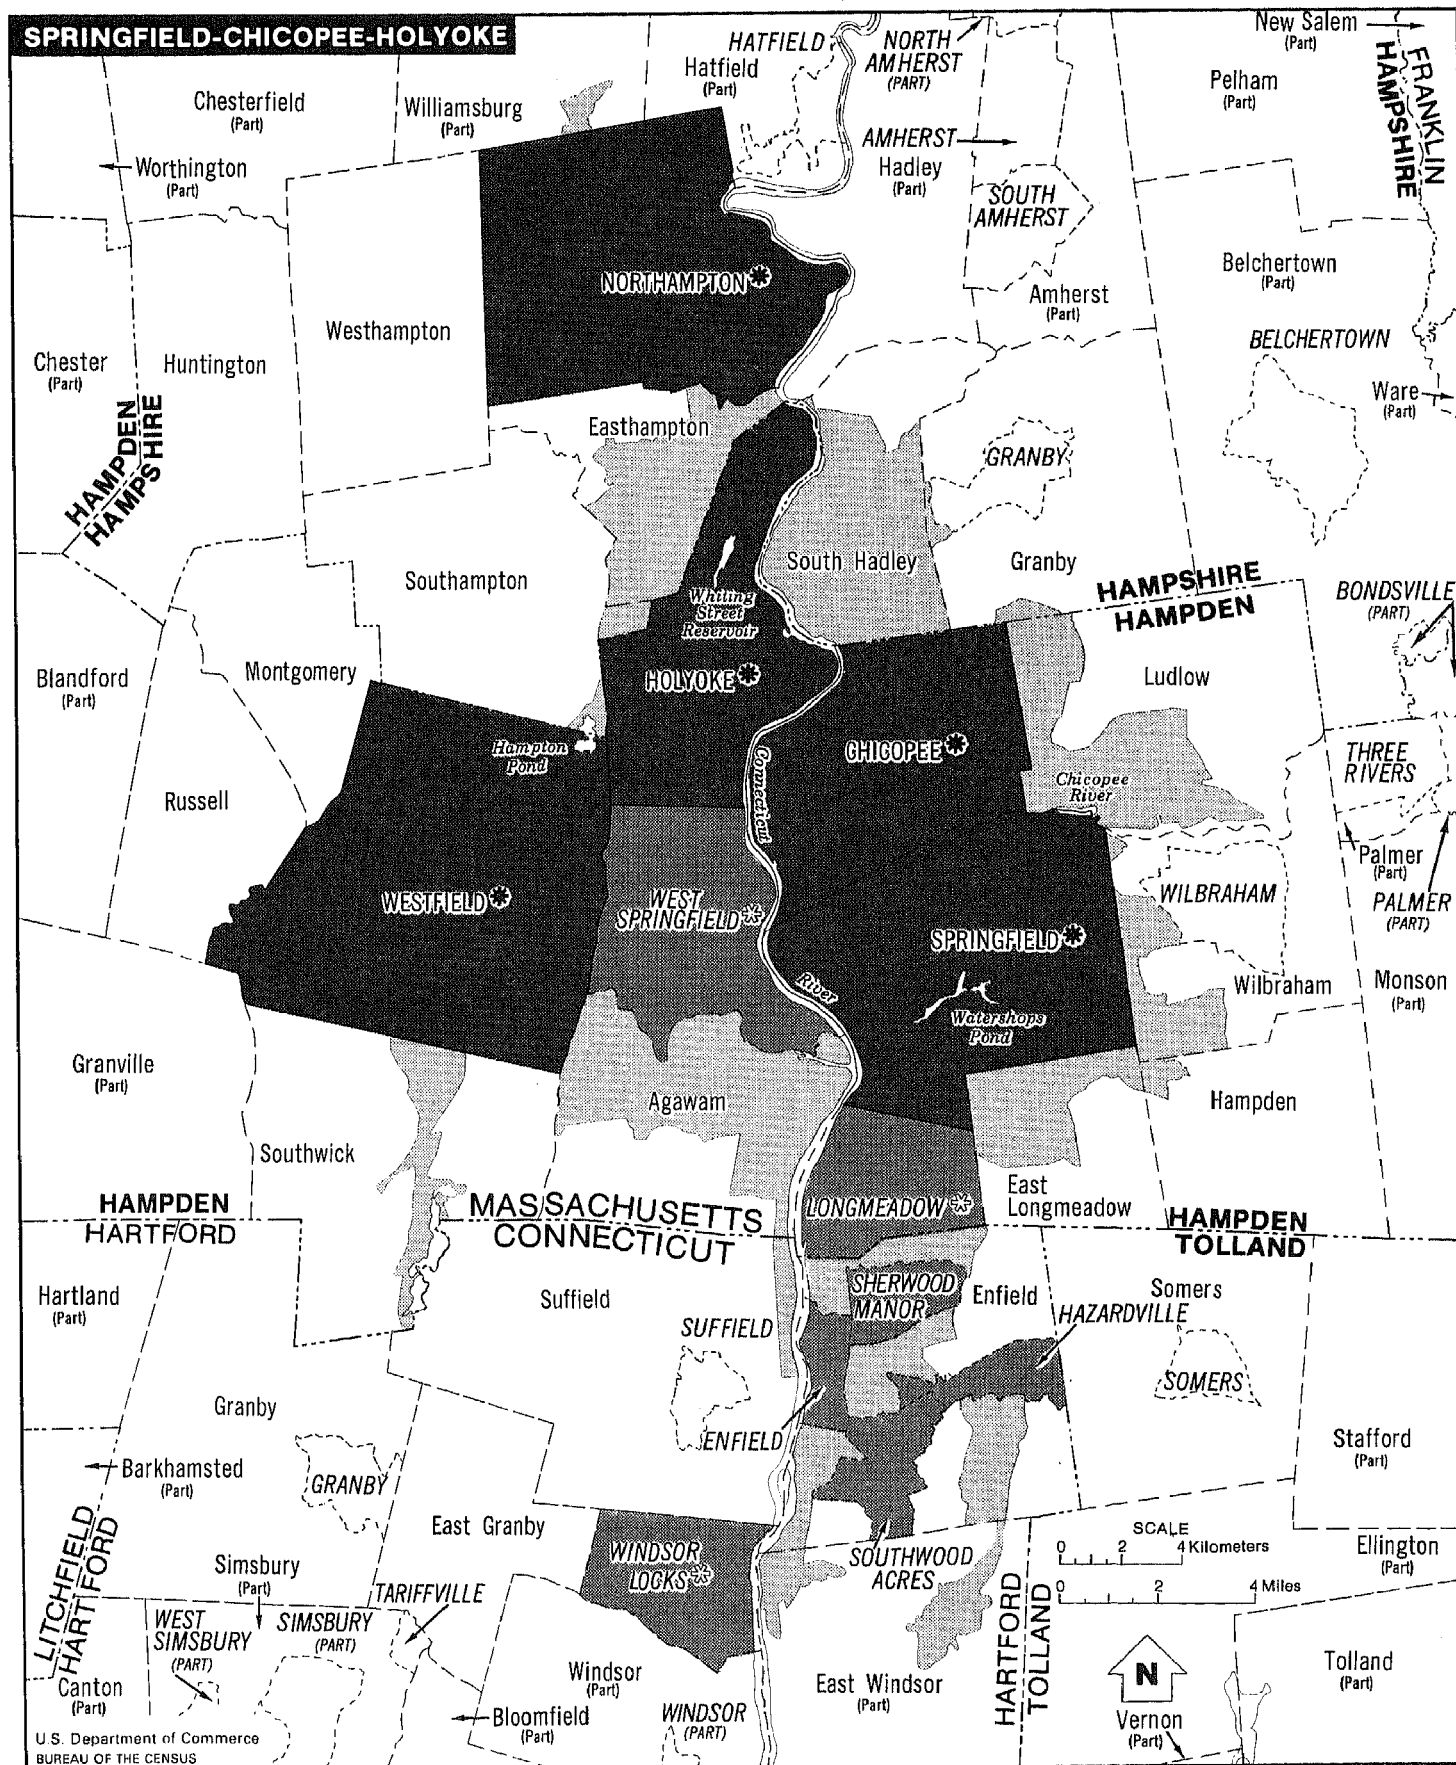 SPRINGFIELD-CHICOPEE-HOLYOKE
HATFIELD
Hatfield
(Part)
NORTH
AMHERST
(PART)
New Salem
(Part)
FRANKLIN
HAMPSHIRE
Chesterfield
(Part)
Williamsburg
(Part)
Pelham
(Part)
Worthington
(Part)
AMHERST
Hadley
(Part)
SOUTH
AMHERST
NORTHAMPTON
Belchertown
(Part)
Amherst
(Part)
Westhampton
BELCHERTOWN
Chester
(Part)
Huntington
Ware
(Part)
HAMPDEN
HAMPSHIRE
Easthampton
GRANBY
South Hadley
Granby
Southampton
HAMPSHIRE
HAMPDEN
BONDSVILLE
(PART)
Whiting
Street
Reservoir
Blandford
(Part)
Montgomery
HOLYOKE
Ludlow
Hampton
Pond
CHICOPEE
THREE
RIVERS
Russell
Connecticut
Chicopee
River
Palmer
(Part)
WESTFIELD
WEST
SPRINGFIELD
WILBRAHAM
PALMER
(PART)
SPRINGFIELD
River
Wilbraham
Monson
(Part)
Watershops
Pond
Granville
(Part)
Agawam
Hampden
Southwick
East
Longmeadow
HAMPDEN
HARTFORD
MASSACHUSETTS
CONNECTICUT
LONGMEADOW
HAMPDEN
TOLLAND
Hartland
(Part)
Suffield
SHERWOOD
MANOR
Enfield
Somers
HAZARDVILLE
SUFFIELD
SOMERS
Granby
ENFIELD
Stafford
(Part)
Barkhamsted
(Part)
GRANBY
LITCHFIELD
HARTFORD
East Granby
WINDSOR
LOCKS
SOUTHWOOD
ACRES
SCALE
0 2 4 Kilometers
0 2 4 Miles
Ellington
(Part)
Simsbury
(Part)
TARIFFVILLE
WEST
SIMSBURY
(PART)
SIMSBURY
(PART)
HARTFORD
TOLLAND
N
Canton
(Part)
Windsor
(Part)
East Windsor
(Part)
Tolland
(Part)
Bloomfield
(Part)
WINDSOR
(PART)
Vernon
(Part)
U.S. Department of Commerce
BUREAU OF THE CENSUS